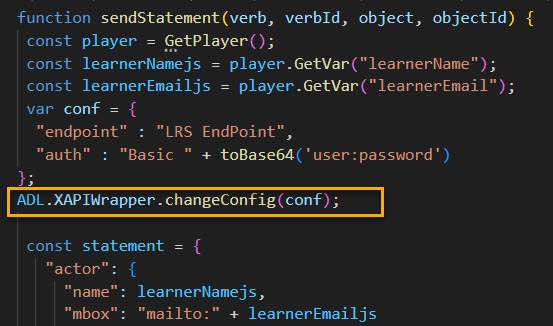 function sendStatement(verb, verbId, object, objectId) {
const player = GetPlayer();
const learnerNamejs = player.GetVar("learnerName");
const learnerEmailjs = player.GetVar("learnerEmail");
var conf = {
"endpoint" : "LRS EndPoint",
"auth" : "Basic " + toBase64('user:password')
};
ADL.XAPIWrapper.changeConfig(conf);
const statement = {
"actor": {
"name": learnerNamejs,
"mbox": "mailto:" + learnerEmailjs